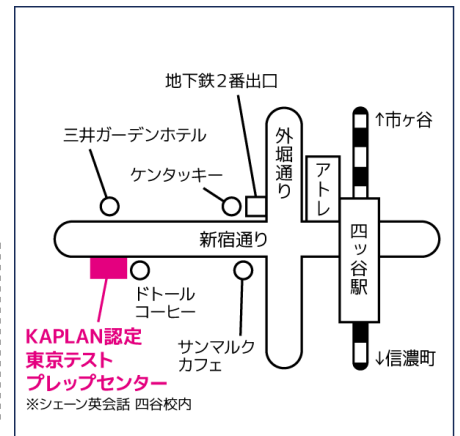 地下鉄２番出口
↑市ヶ谷
三井ガーデンホテル
外堀通り
アトレ
ケンタッキー
新宿通り
四ッ谷駅
ドトール
コーヒー
サンマルク
カフェ
↓信濃町
KAPLAN認定
東京テスト
プレップセンター
※シェーン英会話 四谷校内